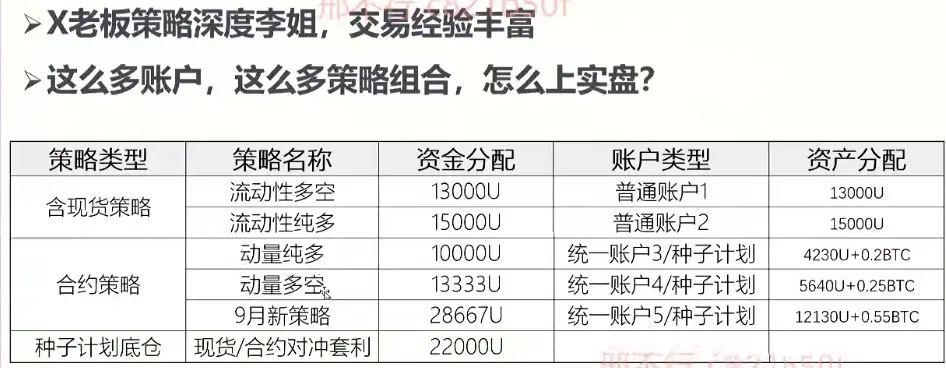 ➢X老板策略深度李姐，交易经验丰富
➢这么多账户，这么多策略组合，怎么上实盘？
策略类型 策略名称 资金分配 账户类型 资产分配
含现货策略 流动性多空 13000U 普通账户1 13000U
流动性纯多 15000U 普通账户2 15000U
合约策略 动量纯多 10000U 统一账户3/种子计划 4230U+0.2BTC
动量多空 13333U 统一账户4/种子计划 5640U+0.25BTC
9月新策略 28667U 统一账户5/种子计划 12130U+0.55BTC
种子计划底仓 现货/合约对冲套利 22000U